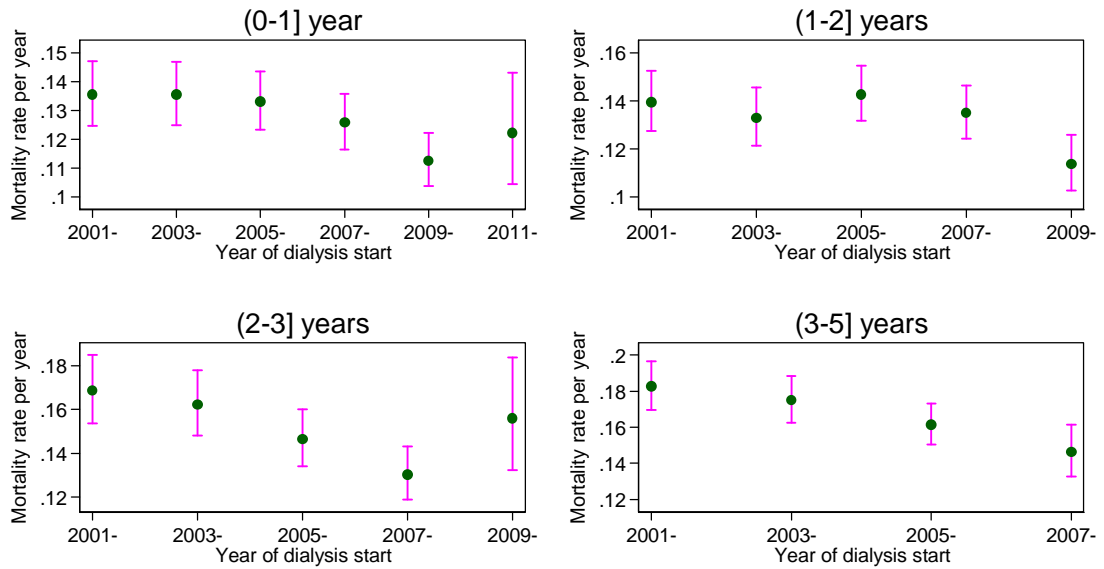 (0-1] year
Mortality rate per year
.15
.14
.13
.12
.11
.1
2001- 2003- 2005- 2007- 2009- 2011-
Year of dialysis start
(1-2] years
Mortality rate per year
.16
.14
.12
.1
2001- 2003- 2005- 2007- 2009-
Year of dialysis start
(2-3] years
Mortality rate per year
.18
.16
.14
.12
2001- 2003- 2005- 2007- 2009-
Year of dialysis start
(3-5] years
Mortality rate per year
.2
.18
.16
.14
.12
2001- 2003- 2005- 2007-
Year of dialysis start